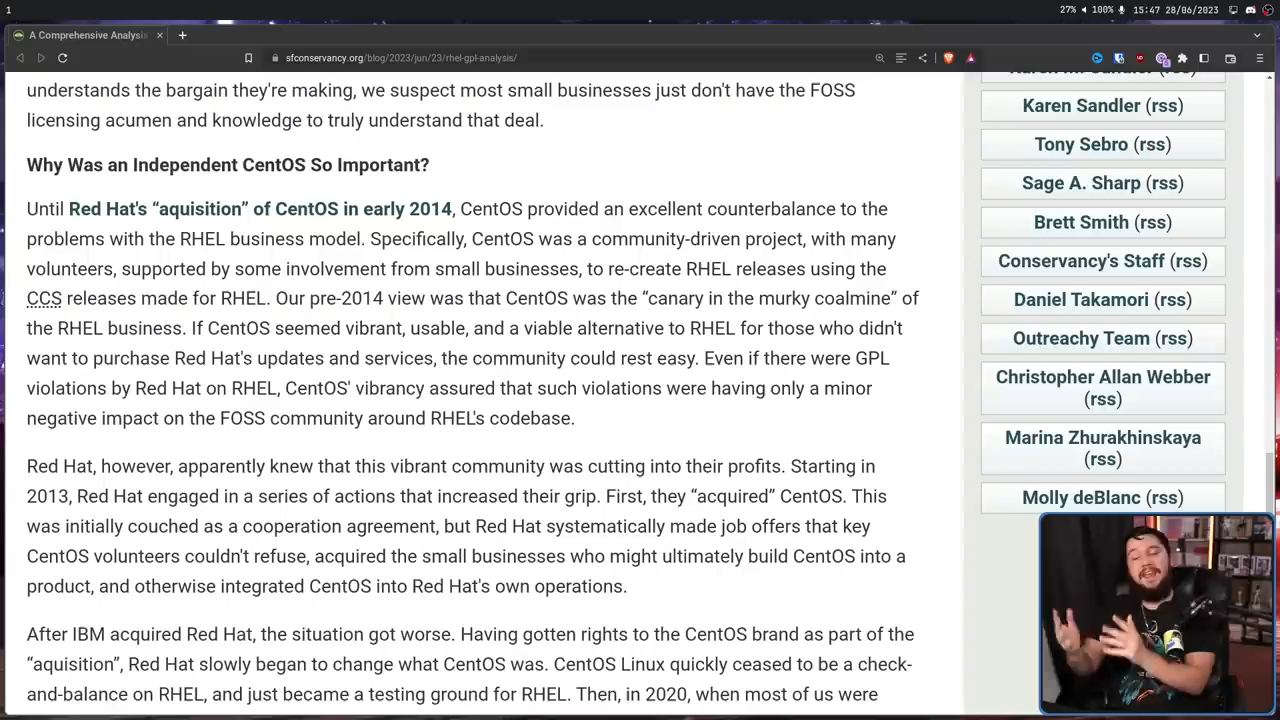 1
27%
100%
15:47 28/06/2023
A Comprehensive Analysis
sfconservancy.org/blog/2023/jun/23/rhel-gpl-analysis/
understands the bargain they're making, we suspect most small businesses just don't have the FOSS
licensing acumen and knowledge to truly understand that deal.
Why Was an Independent CentOS So Important?
Until Red Hat's “aquisition” of CentOS in early 2014, CentOS provided an excellent counterbalance to the
problems with the RHEL business model. Specifically, CentOS was a community-driven project, with many
volunteers, supported by some involvement from small businesses, to re-create RHEL releases using the
CCS releases made for RHEL. Our pre-2014 view was that CentOS was the “canary in the murky coalmine” of
the RHEL business. If CentOS seemed vibrant, usable, and a viable alternative to RHEL for those who didn't
want to purchase Red Hat's updates and services, the community could rest easy. Even if there were GPL
violations by Red Hat on RHEL, CentOS' vibrancy assured that such violations were having only a minor
negative impact on the FOSS community around RHEL's codebase.
Red Hat, however, apparently knew that this vibrant community was cutting into their profits. Starting in
2013, Red Hat engaged in a series of actions that increased their grip. First, they “acquired” CentOS. This
was initially couched as a cooperation agreement, but Red Hat systematically made job offers that key
CentOS volunteers couldn't refuse, acquired the small businesses who might ultimately build CentOS into a
product, and otherwise integrated CentOS into Red Hat's own operations.
After IBM acquired Red Hat, the situation got worse. Having gotten rights to the CentOS brand as part of the
“aquisition”, Red Hat slowly began to change what CentOS was. CentOS Linux quickly ceased to be a check-
and-balance on RHEL, and just became a testing ground for RHEL. Then, in 2020, when most of us were
Karen Sandler (rss)
Tony Sebro (rss)
Sage A. Sharp (rss)
Brett Smith (rss)
Conservancy's Staff (rss)
Daniel Takamori (rss)
Outreachy Team (rss)
Christopher Allan Webber
(rss)
Marina Zhurakhinskaya
(rss)
Molly deBlanc (rss)